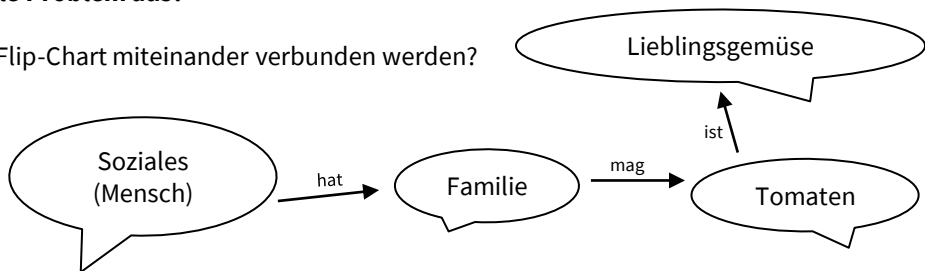 Flip-Chart miteinander verbunden werden?
Lieblingsgemüse
ist
Soziales
(Mensch)
hat
Familie
mag
Tomaten